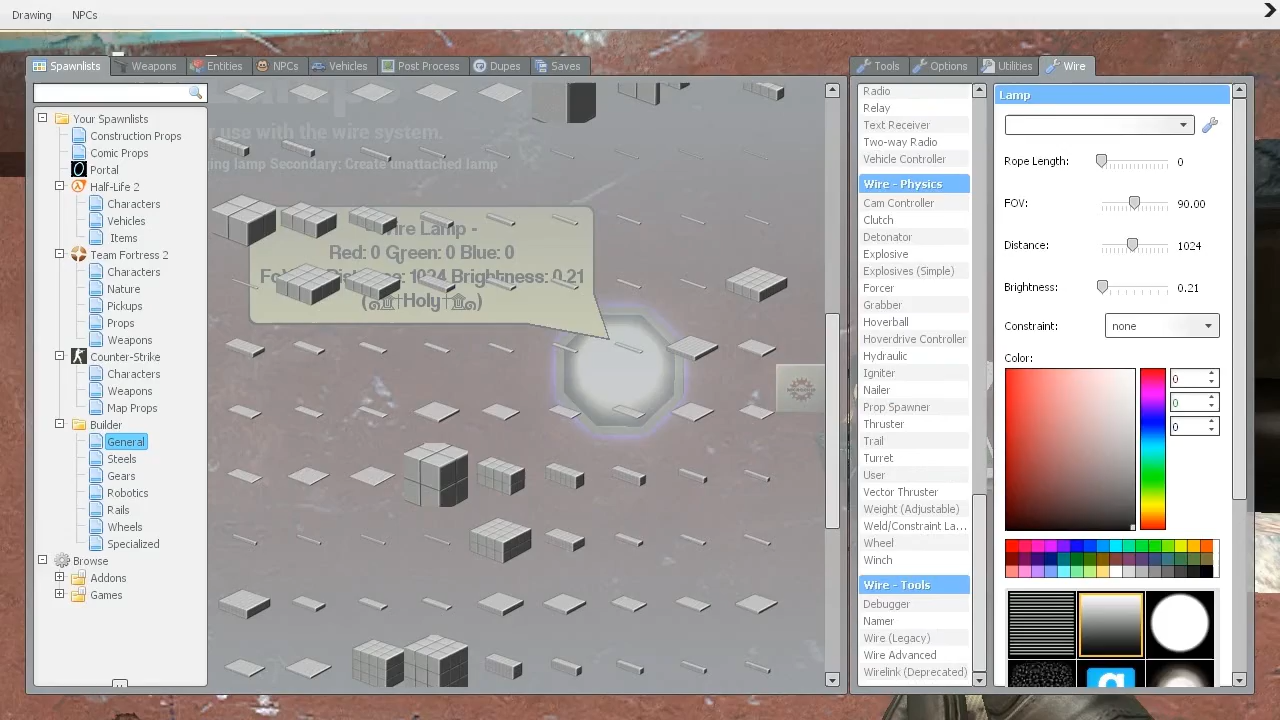 Drawing NPCs
Spawnlists Weapons Entities NPCs Vehicles Post Process Dupes Saves
use with the wire system.
lamp Secondary: Create unattached lamp
Lamp -
Red: 0 Green: 0 Blue: 0
1024 Brightness: 0.21
Holy
Your Spawnlists
Construction Props
Comic Props
Portal
Half-Life 2
Characters
Vehicles
Items
Team Fortress 2
Characters
Nature
Pickups
Props
Weapons
Counter-Strike
Characters
Weapons
Map Props
Builder
General
Steels
Gears
Robotics
Rails
Wheels
Specialized
Browse
Addons
Games
Tools Options Utilities Wire
Radio
Relay
Text Receiver
Two-way Radio
Vehicle Controller
Wire - Physics
Cam Controller
Clutch
Detonator
Explosive
Explosives (Simple)
Forcer
Grabber
Hoverball
Hoverdrive Controller
Hydraulic
Igniter
Nailer
Prop Spawner
Thruster
Trail
Turret
User
Vector Thruster
Weight (Adjustable)
Weld/Constraint La...
Wheel
Winch
Wire - Tools
Debugger
Namer
Wire (Legacy)
Wire Advanced
Wirelink (Deprecated)
Lamp
Rope Length: 0
FOV: 90.00
Distance: 1024
Brightness: 0.21
Constraint: none
Color:
0
0
0